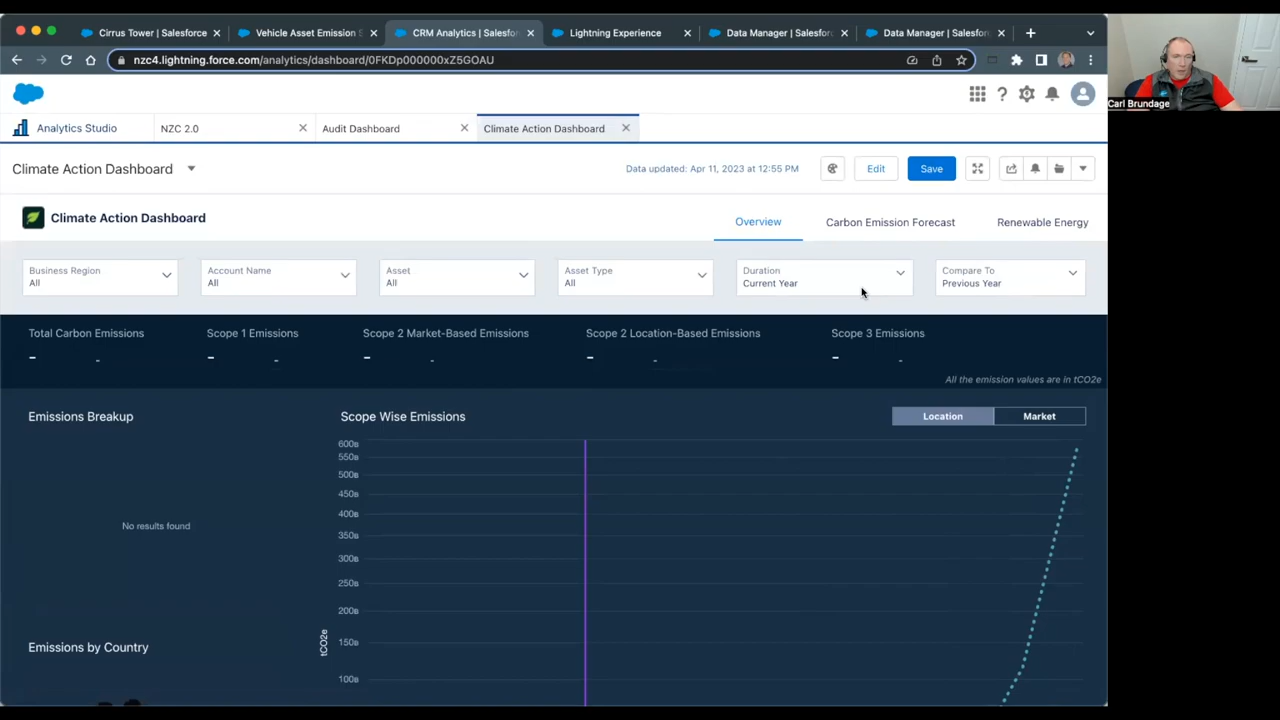 Cirrus Tower | Salesforce
Vehicle Asset Emission S
CRM Analytics | Salesfor
Lightning Experience
Data Manager | Salesfor
Data Manager | Salesfor
nzc4.lightning.force.com/analytics/dashboard/0FKDp000000xZ5GOAU
Carl Brundage
Analytics Studio
NZC 2.0
Audit Dashboard
Climate Action Dashboard
Climate Action Dashboard
Data updated: Apr 11, 2023 at 12:55 PM
Edit
Save
Climate Action Dashboard
Overview
Carbon Emission Forecast
Renewable Energy
Business Region
All
Account Name
All
Asset
All
Asset Type
All
Duration
Current Year
Compare To
Previous Year
Total Carbon Emissions
Scope 1 Emissions
Scope 2 Market-Based Emissions
Scope 2 Location-Based Emissions
Scope 3 Emissions
- -
- -
- -
- -
- -
All the emission values are in tCO2e
Emissions Breakup
Scope Wise Emissions
Location
Market
600B
550B
500B
450B
400B
350B
300B
250B
200B
150B
100B
tCO2e
No results found
Emissions by Country